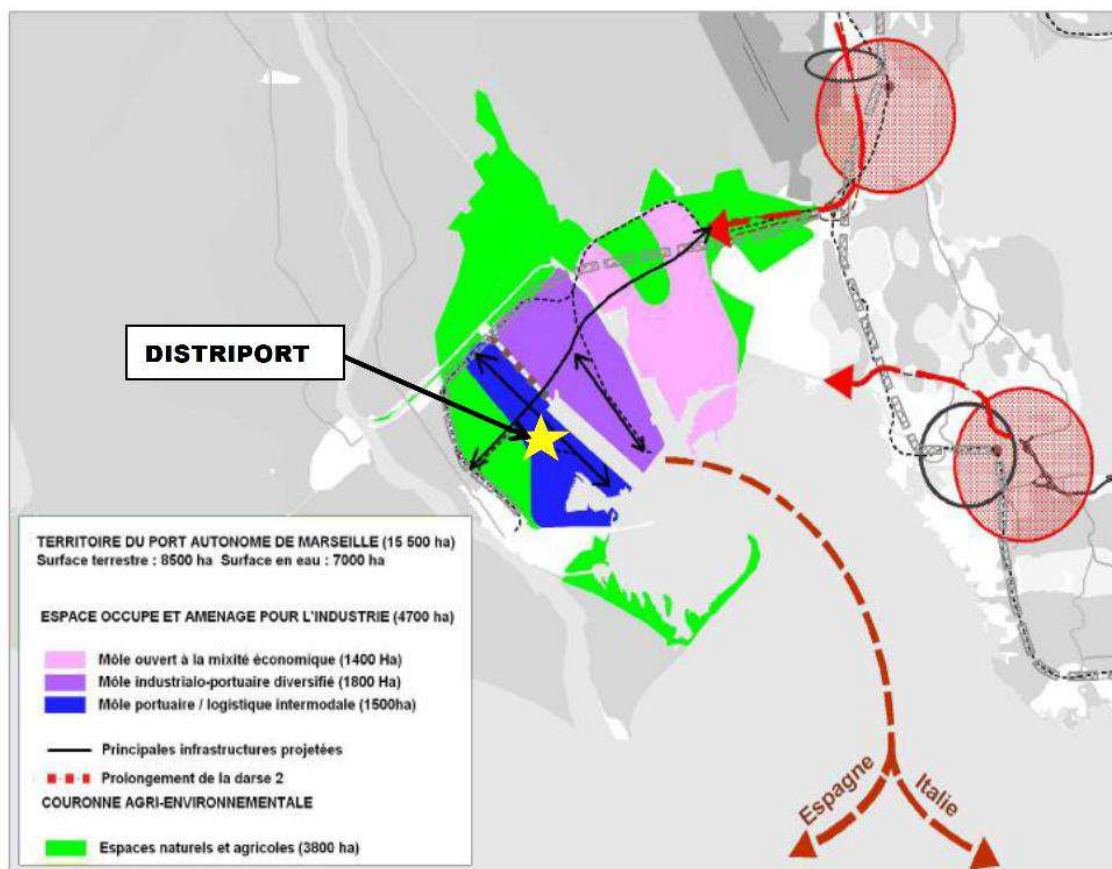 DISTRIPORT
TERRITOIRE DU PORT AUTONOME DE MARSEILLE (15 500 ha)
Surface terrestre : 8500 ha Surface en eau : 7000 ha
ESPACE OCCUPE ET AMENAGE POUR L'INDUSTRIE (4700 ha)
Môle ouvert à la mixité économique (1400 Ha)
Môle industrialo-portuaire diversifié (1800 Ha)
Môle portuaire / logistique intermodale (1500ha)
Principales infrastructures projetées
Prolongement de la darse 2
COURONNE AGRI-ENVIRONNEMENTALE
Espaces naturels et agricoles (3800 ha)
Espagne
Italie